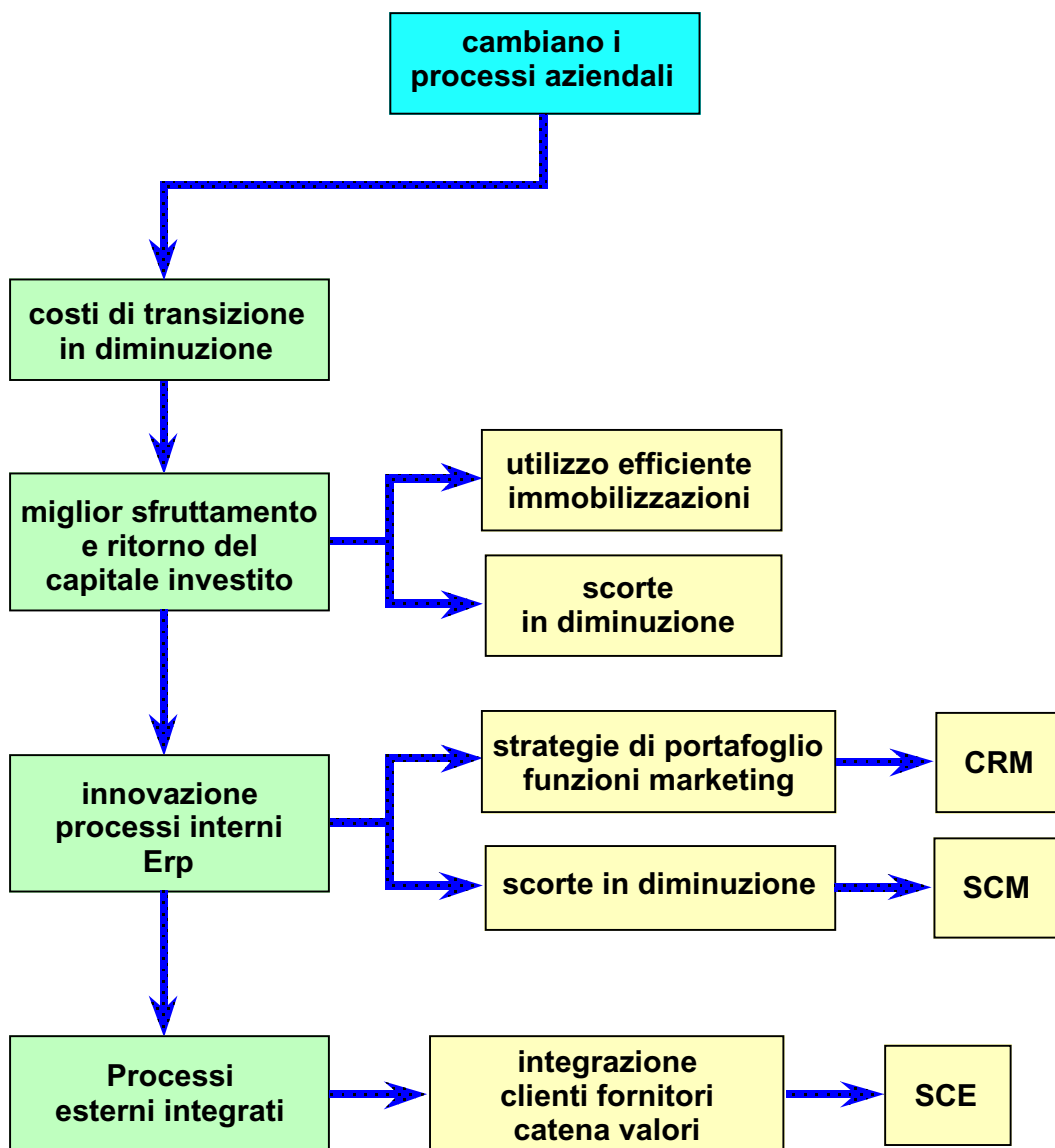 cambiano i
processi aziendali
costi di transizione
in diminuzione
miglior sfruttamento
e ritorno del
capitale investito
utilizzo efficiente
immobilizzazioni
scorte
in diminuzione
innovazione
processi interni
Erp
strategie di portafoglio
funzioni marketing
CRM
scorte in diminuzione
SCM
Processi
esterni integrati
integrazione
clienti fornitori
catena valori
SCE